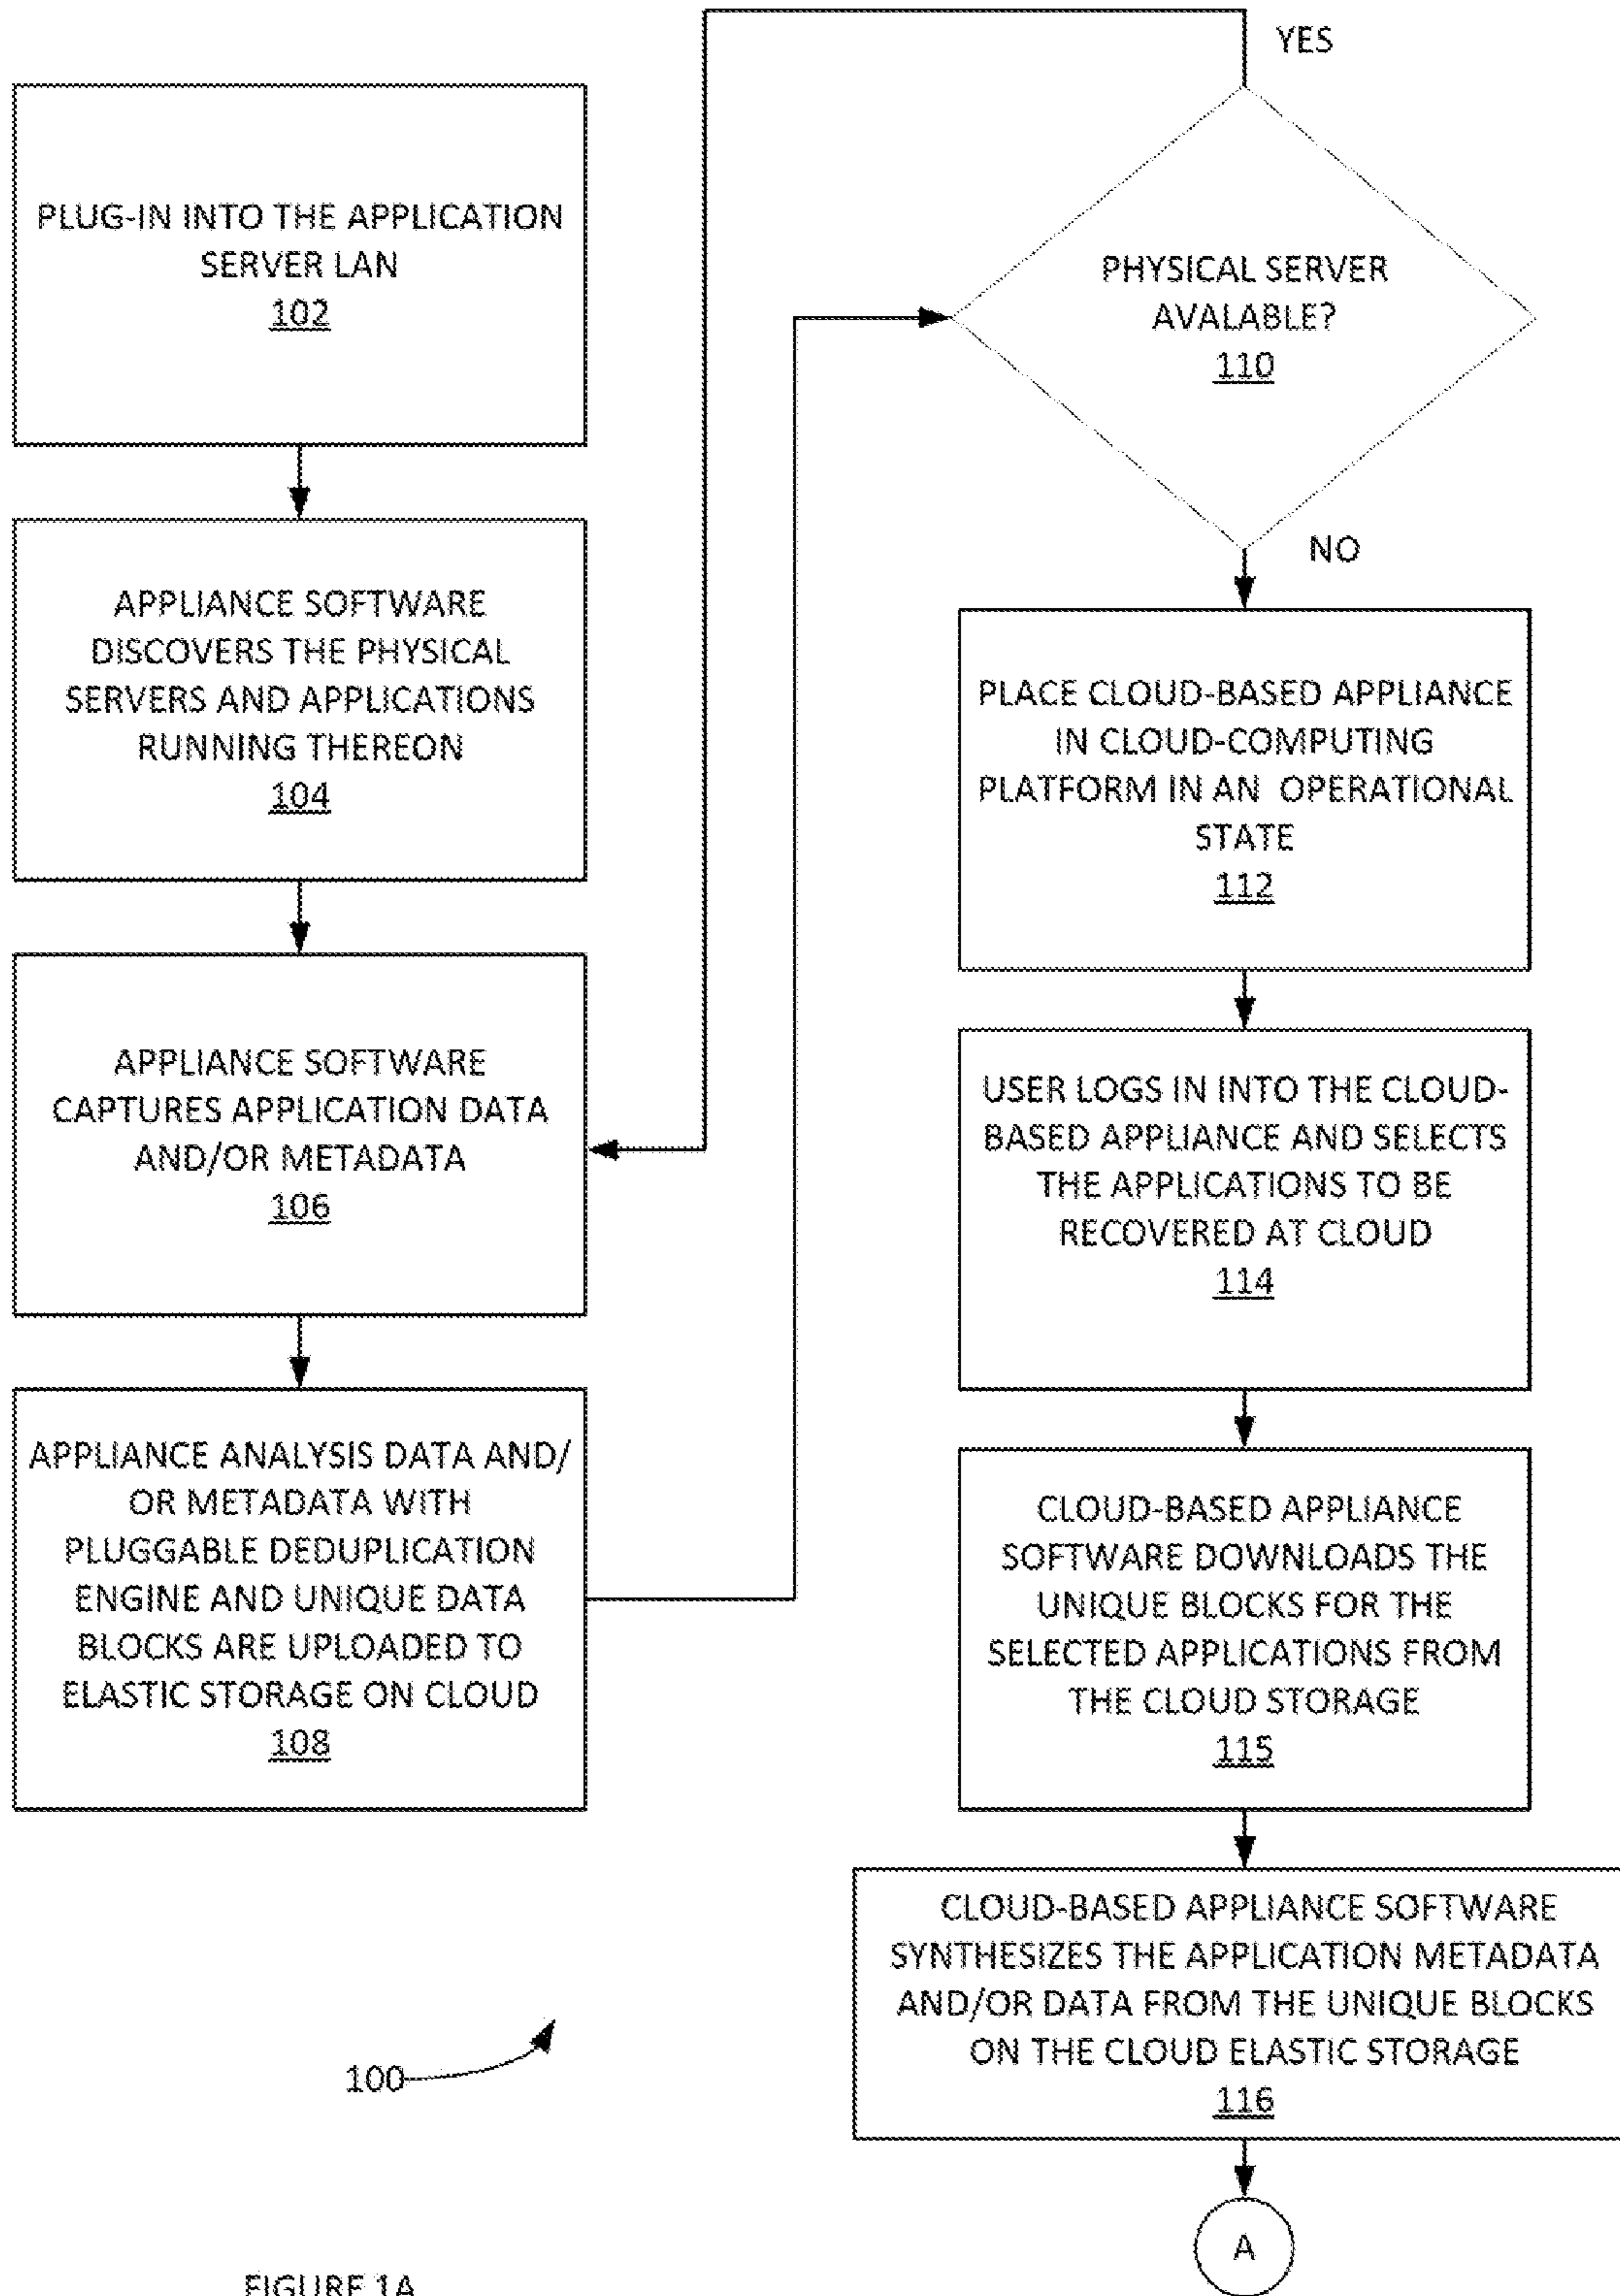 PLUG-IN INTO THE APPLICATION
SERVER LAN
102
APPLIANCE SOFTWARE
DISCOVERS THE PHYSICAL
SERVERS AND APPLICATIONS
RUNNING THEREON
104
APPLIANCE SOFTWARE
CAPTURES APPLICATION DATA
AND/OR METADATA
106
APPLIANCE ANALYSIS DATA AND/
OR METADATA WITH
PLUGGABLE DEDUPLICATION
ENGINE AND UNIQUE DATA
BLOCKS ARE UPLOADED TO
ELASTIC STORAGE ON CLOUD
108
YES
PHYSICAL SERVER
AVALABLE?
110
NO
PLACE CLOUD-BASED APPLIANCE
IN CLOUD-COMPUTING
PLATFORM IN AN OPERATIONAL
STATE
112
USER LOGS IN INTO THE CLOUD-
BASED APPLIANCE AND SELECTS
THE APPLICATIONS TO BE
RECOVERED AT CLOUD
114
CLOUD-BASED APPLIANCE
SOFTWARE DOWNLOADS THE
UNIQUE BLOCKS FOR THE
SELECTED APPLICATIONS FROM
THE CLOUD STORAGE
115
CLOUD-BASED APPLIANCE SOFTWARE
SYNTHESIZES THE APPLICATION METADATA
AND/OR DATA FROM THE UNIQUE BLOCKS
ON THE CLOUD ELASTIC STORAGE
116
A
100
FIGURE 1A